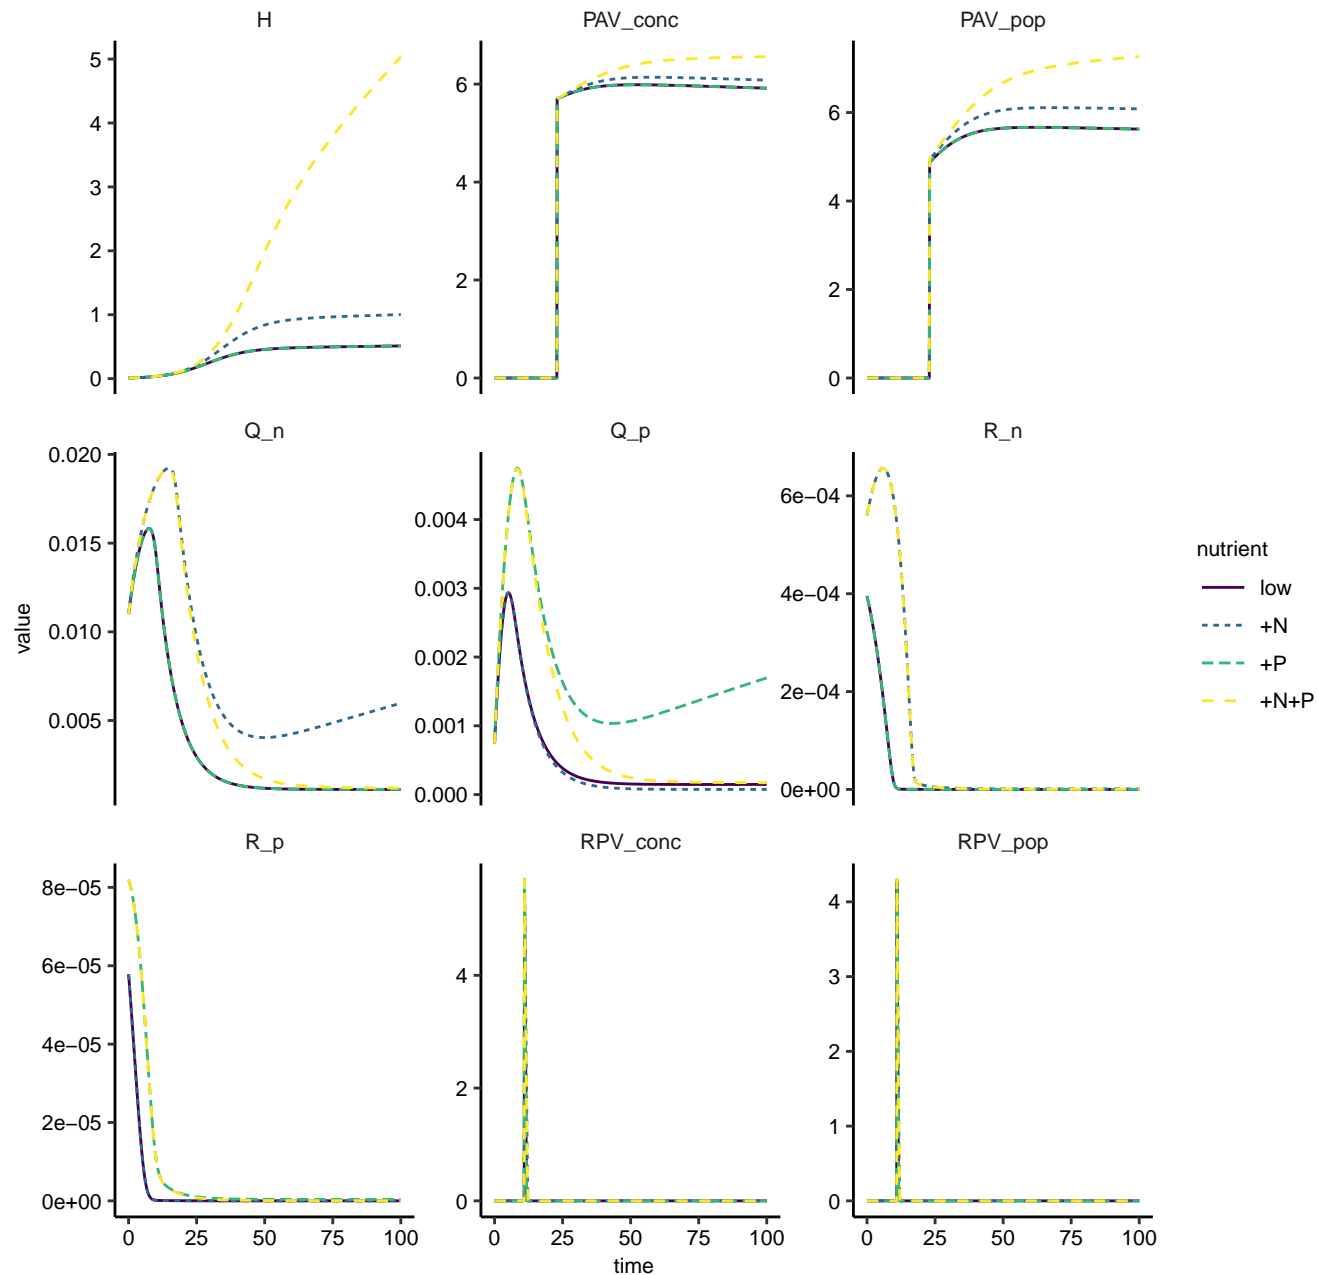 H
PAV_conc
PAV_pop
5
4
3
2
1
0
6
4
2
0
6
4
2
0
Q_n
Q_p
R_n
0.020
0.015
0.010
0.005
0.004
0.003
0.002
0.001
0.000
6e−04
4e−04
2e−04
0e+00
R_p
RPV_conc
RPV_pop
8e−05
6e−05
4e−05
2e−05
0e+00
4
2
0
4
3
2
1
0
0 25 50 75 100
0 25 50 75 100
0 25 50 75 100
time
value
nutrient
low
+N
+P
+N+P